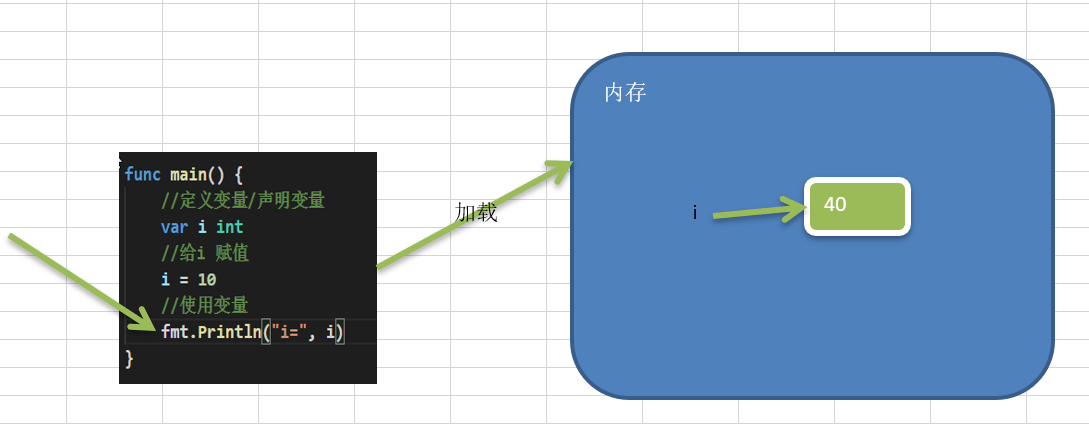 func main() {
//定义变量/声明变量
var i int
//给i 赋值
i = 10
//使用变量
fmt.Println("i=", i)
}
加载
内存
i
40